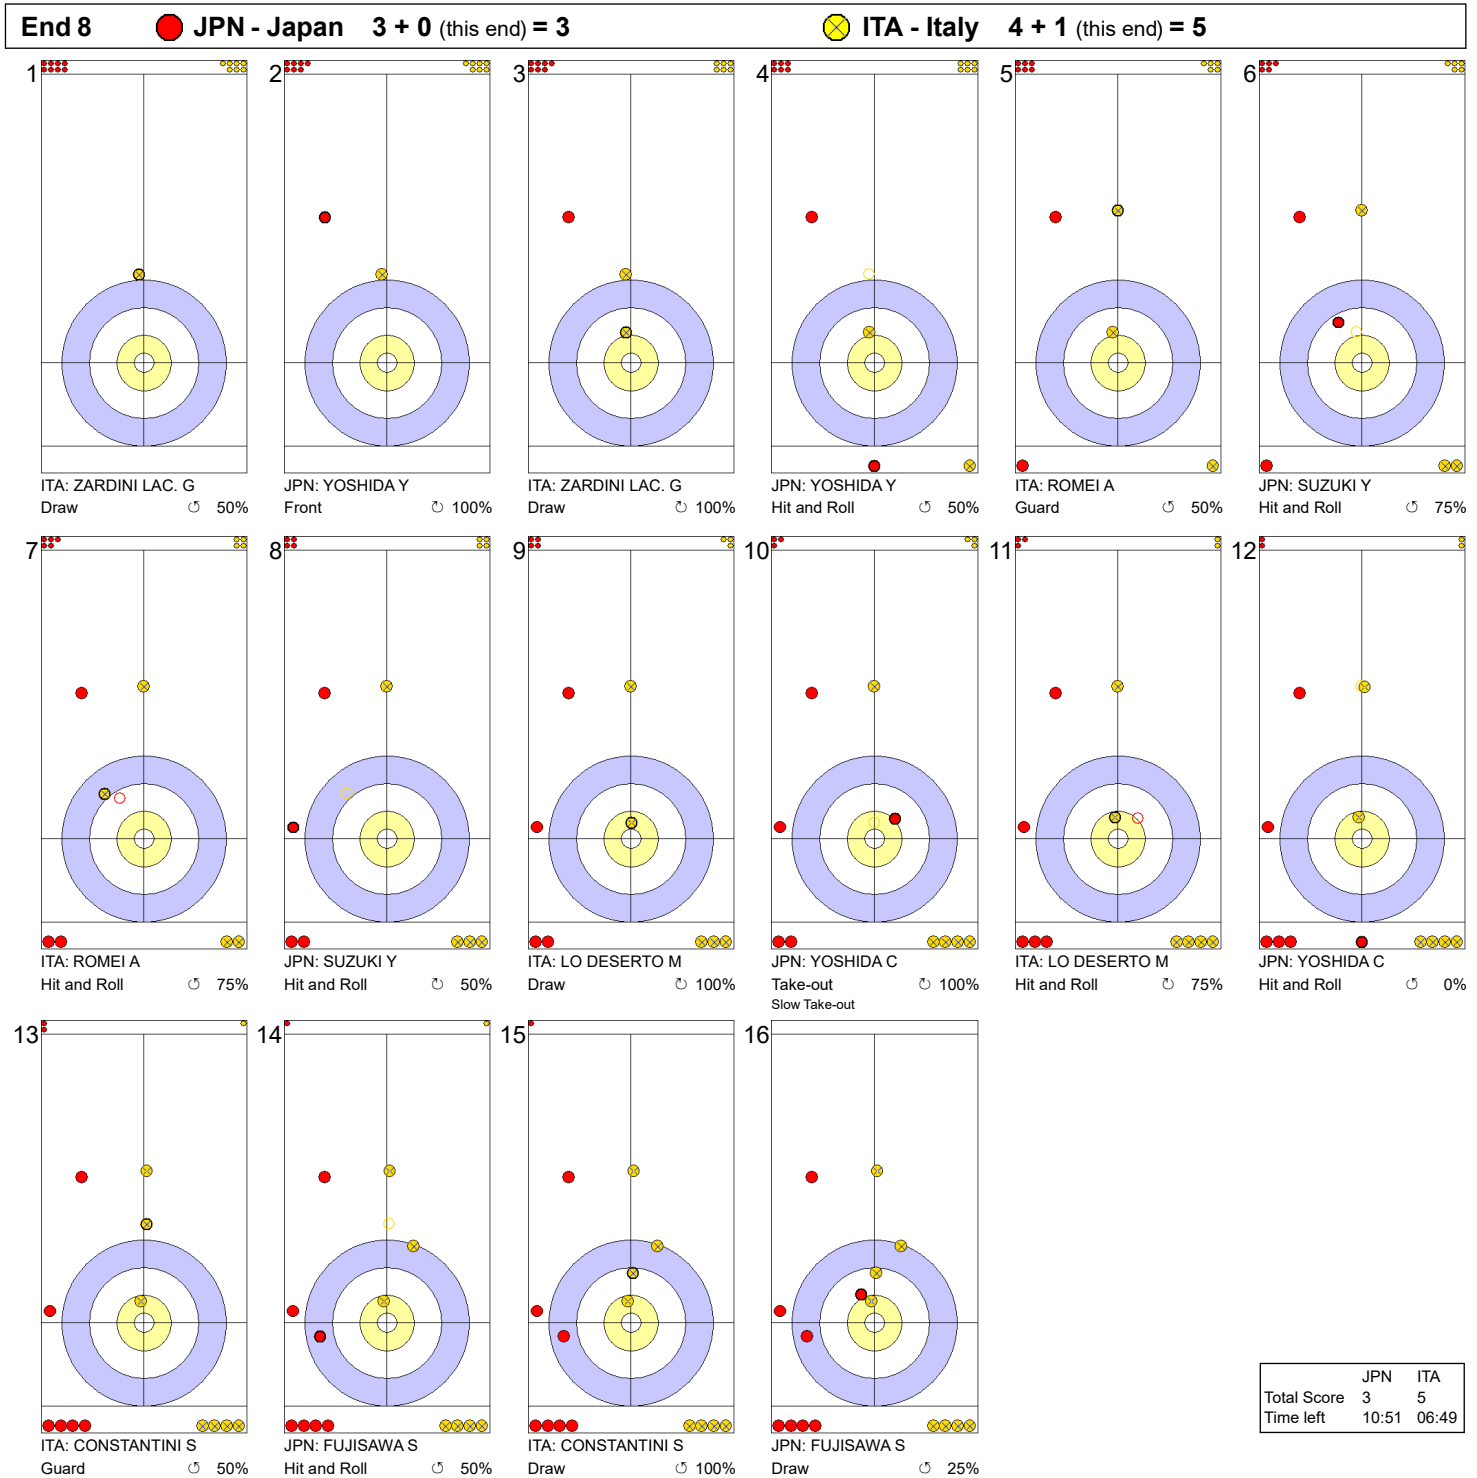 End 8 JPN - Japan 3 + 0 (this end) = 3 ITA - Italy 4 + 1 (this end) = 5
1 2 3 4 5 6
ITA: ZARDINI LAC. G JPN: YOSHIDA Y ITA: ZARDINI LAC. G JPN: YOSHIDA Y ITA: ROMEI A JPN: SUZUKI Y
Draw ↺ 50% Front ↻ 100% Draw ↻ 100% Hit and Roll ↺ 50% Guard ↺ 50% Hit and Roll ↺ 75%
7 8 9 10 11 12
ITA: ROMEI A JPN: SUZUKI Y ITA: LO DESERTO M JPN: YOSHIDA C ITA: LO DESERTO M JPN: YOSHIDA C
Hit and Roll ↺ 75% Hit and Roll ↺ 50% Draw ↻ 100% Take-out ↻ 100% Hit and Roll ↻ 75% Hit and Roll ↺ 0%
Slow Take-out
13 14 15 16
ITA: CONSTANTINI S JPN: FUJISAWA S ITA: CONSTANTINI S JPN: FUJISAWA S
Guard ↺ 50% Hit and Roll ↺ 50% Draw ↺ 100% Draw ↺ 25%
JPN ITA
Total Score 3 5
Time left 10:51 06:49